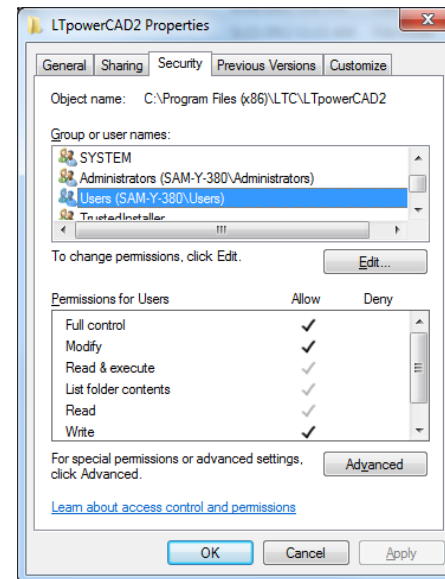 LTpowerCAD2 Properties
General Sharing Security Previous Versions Customize
Object name: C:\Program Files (x86)\LTC\LTpowerCAD2
Group or user names:
SYSTEM
Administrators (SAM-Y-380\Administrators)
Users (SAM-Y-380\Users)
TrustedInstaller
To change permissions, click Edit.
Edit...
Permissions for Users Allow Deny
Full control
Modify
Read & execute
List folder contents
Read
Write
For special permissions or advanced settings,
click Advanced.
Advanced
Learn about access control and permissions
OK Cancel Apply